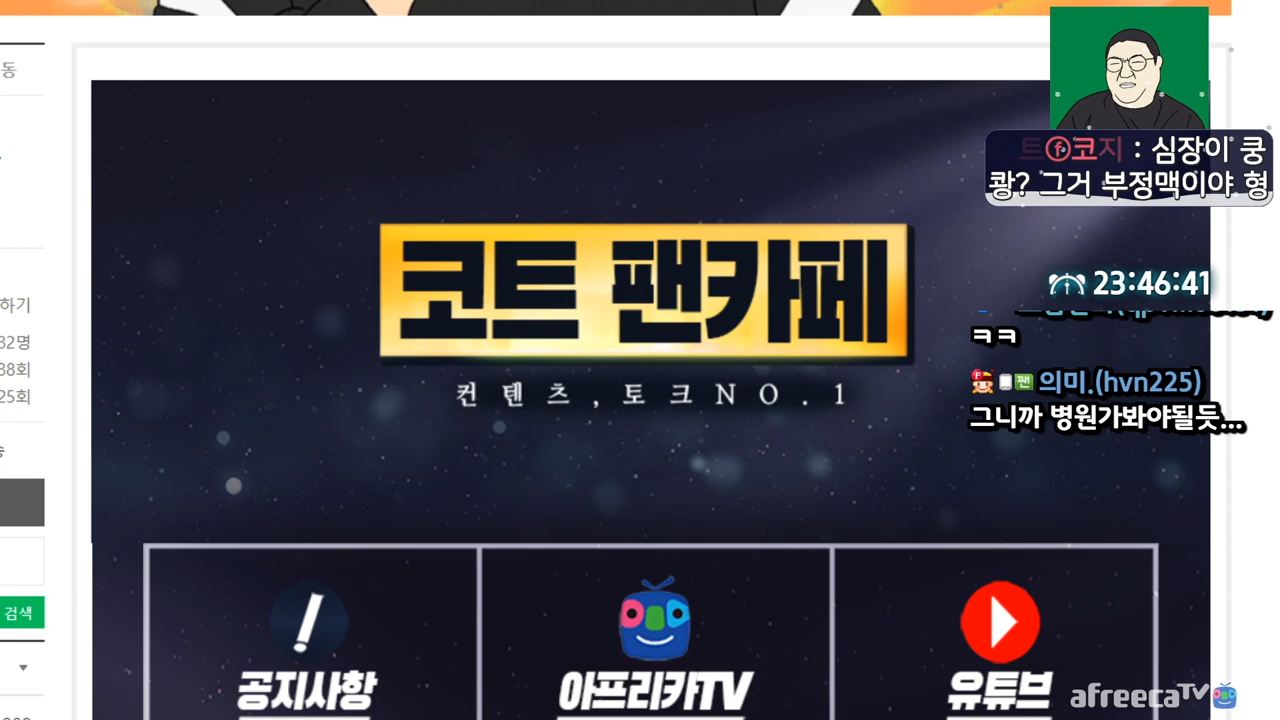 동
트ⓕ코지 : 심장이 쿵
쾅? 그거 부정맥이야 형
코트 팬카페
23:46:41
하기
ㅋㅋ
32명
38회
의미.(hvn225)
25회
컨텐츠,토크NO.1
그니까 병원가봐야될듯...
검색
공지사항
아프리카TV
유튜브
afreecaTV